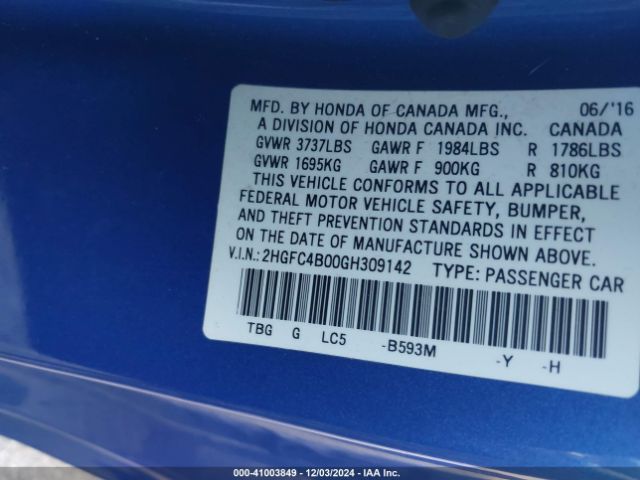 MFD. BY HONDA OF CANADA MFG., 06/'16
A DIVISION OF HONDA CANADA INC. CANADA
GVWR 3737LBS GAWR F 1984LBS R 1786LBS
GVWR 1695KG GAWR F 900KG R 810KG
THIS VEHICLE CONFORMS TO ALL APPLICABLE
FEDERAL MOTOR VEHICLE SAFETY, BUMPER,
AND THEFT PREVENTION STANDARDS IN EFFECT
ON THE DATE OF MANUFACTURE SHOWN ABOVE.
V.I.N.: 2HGFC4B00GH309142 TYPE: PASSENGER CAR
TBG G LC5 -B593M -Y -H
000-41003849 - 12/03/2024 - IAA Inc.